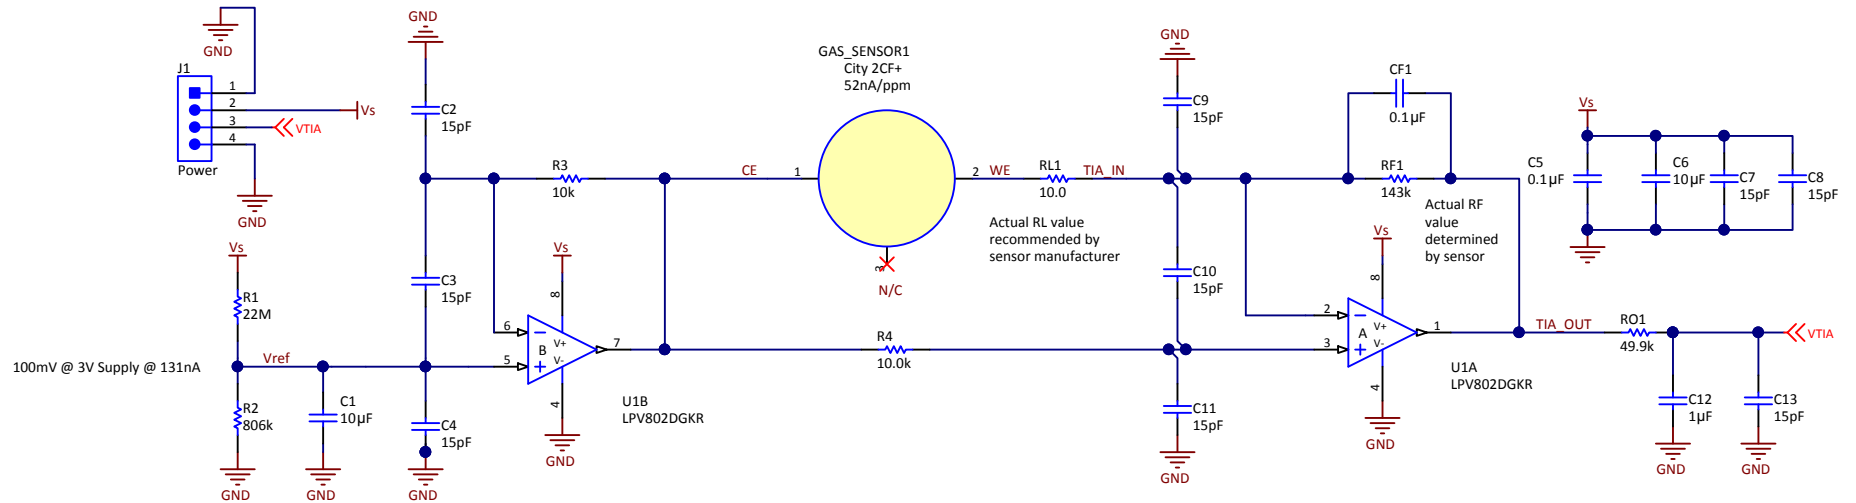 GND
J1
1
2
3
4
Vs
VTIA
Power
GND
Vs
R1
22M
Vref
100mV @ 3V Supply @ 131nA
R2
806k
GND
C1
10µF
GND
GND
C2
15pF
C3
15pF
C4
15pF
GND
R3
10k
Vs
8
6
5
B
V+
V-
7
4
U1B
LPV802DGKR
GND
GAS_SENSOR1
City 2CF+
52nA/ppm
CE
1
2
WE
3
N/C
RL1
10.0
TIA_IN
Actual RL value
recommended by
sensor manufacturer
R4
10.0k
GND
C9
15pF
C10
15pF
C11
15pF
GND
CF1
0.1µF
RF1
143k
Actual RF
value
determined
by sensor
Vs
8
2
3
A
V+
V-
1
4
U1A
LPV802DGKR
GND
TIA_OUT
RO1
49.9k
VTIA
C12
1µF
GND
C13
15pF
GND
Vs
C5
0.1µF
C6
10µF
C7
15pF
C8
15pF
GND